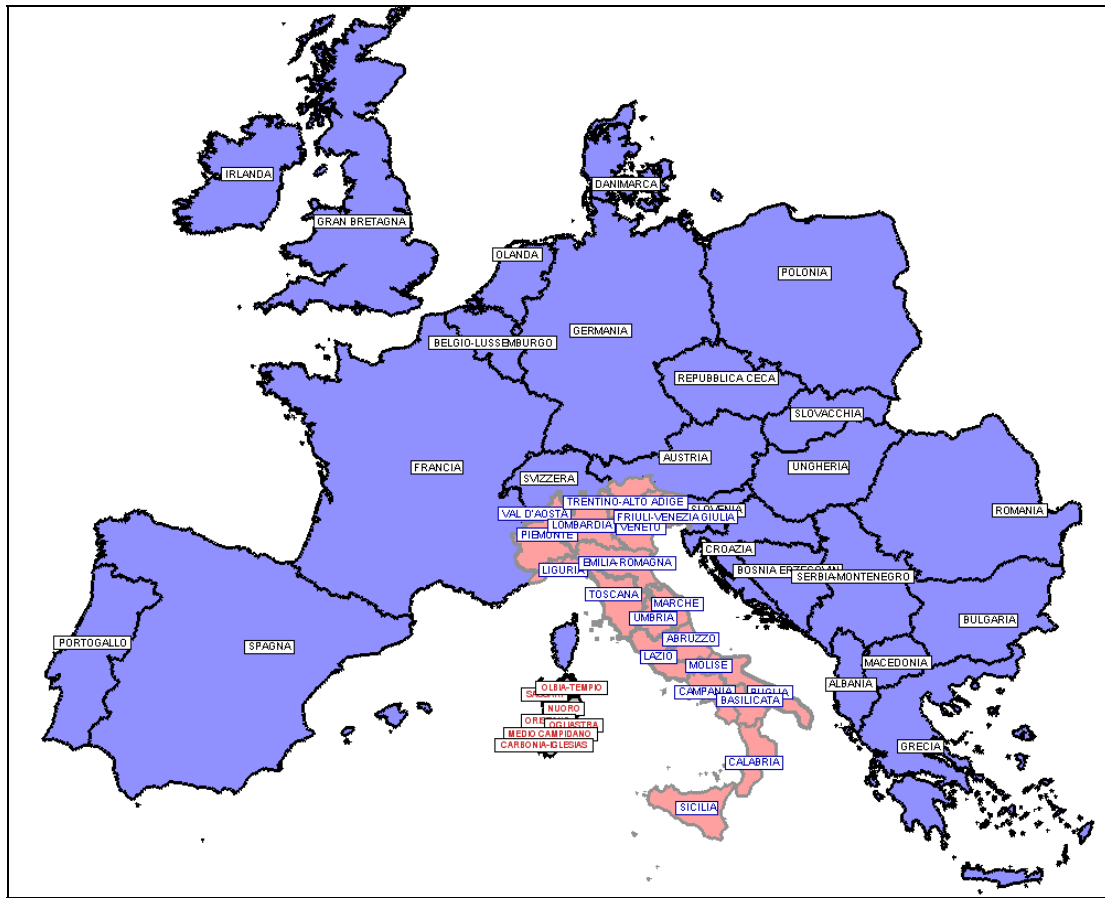 IRLANDA
DANIMARCA
GRAN BRETAGNA
OLANDA
POLONIA
GERMANIA
BELGIO-LUSSEMBURGO
REPUBBLICA CECA
SLOVACCHIA
AUSTRIA
FRANCIA
UNGHERIA
SVIZZERA
TRENTINO-ALTO ADIGE
SLOVENIA
ROMANIA
VAL D'AOSTA
FRIULI-VENEZIA GIULIA
LOMBARDIA
VENETO
PIEMONTE
CROAZIA
EMILIA-ROMAGNA
LIGURIA
BOSNIA
SERBIA-MONTENEGRO
TOSCANA
MARCHE
UMBRIA
BULGARIA
PORTOGALLO
SPAGNA
ABRUZZO
LAZIO
MOLISE
MACEDONIA
ALBANIA
OLBIA-TEMPIO
CAMPANIA
PUGLIA
BASILICATA
NUORO
OGLIASTRA
MEDIO CAMPIDANO
CARBONIA-IGLESIAS
GRECIA
CALABRIA
SICILIA